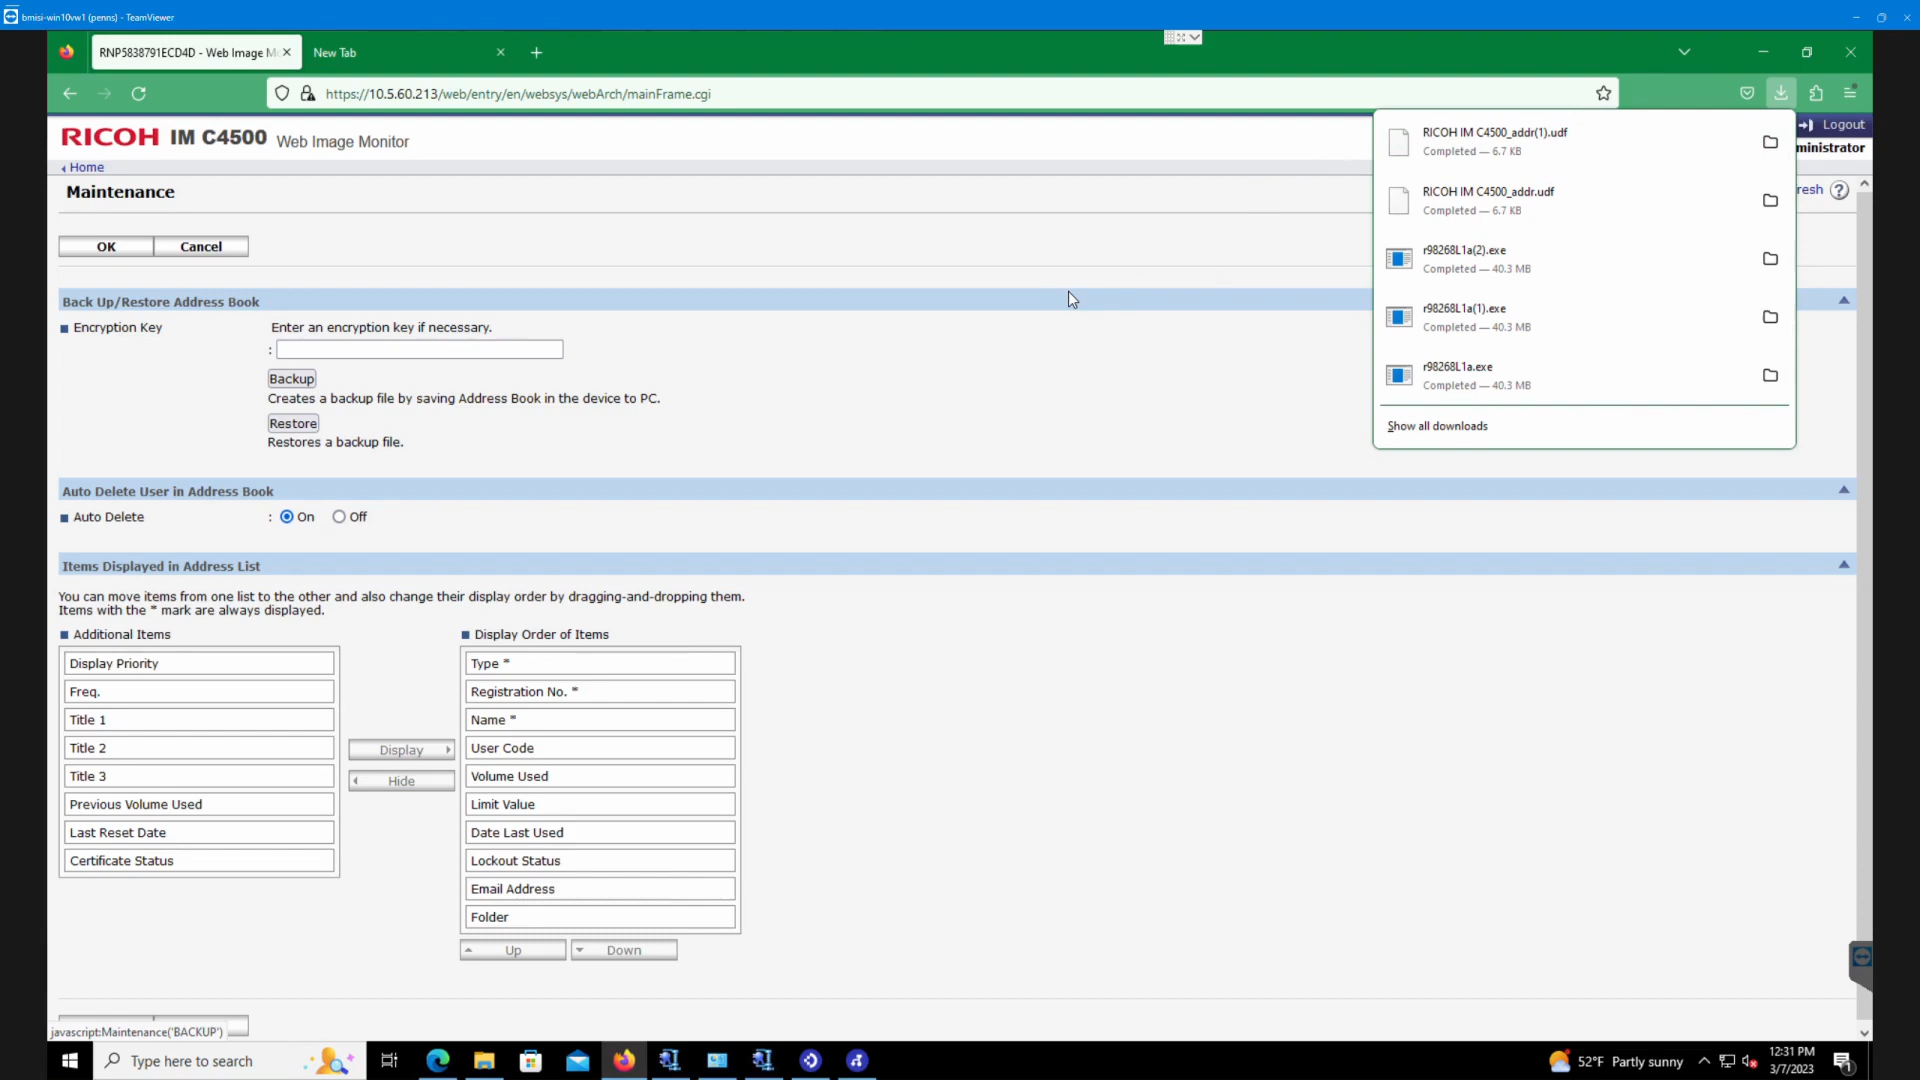 bmisi-win10vw1 (penns) - TeamViewer
RNP5838791ECD4D - Web Image M
New Tab
https://10.5.60.213/web/entry/en/websys/webArch/mainFrame.cgi
RICOH IM C4500 Web Image Monitor
Logout
ministrator
Home
Maintenance
resh
?
OK
Cancel
Back Up/Restore Address Book
Encryption Key
Enter an encryption key if necessary.
:
Backup
Creates a backup file by saving Address Book in the device to PC.
Restore
Restores a backup file.
RICOH IM C4500_addr(1).udf
Completed — 6.7 KB
RICOH IM C4500_addr.udf
Completed — 6.7 KB
r98268L1a(2).exe
Completed — 40.3 MB
r98268L1a(1).exe
Completed — 40.3 MB
r98268L1a.exe
Completed — 40.3 MB
Show all downloads
Auto Delete User in Address Book
Auto Delete : On Off
Items Displayed in Address List
You can move items from one list to the other and also change their display order by dragging-and-dropping them.
Items with the * mark are always displayed.
Additional Items
Display Priority
Freq.
Title 1
Title 2
Title 3
Previous Volume Used
Last Reset Date
Certificate Status
Display
Hide
Display Order of Items
Type *
Registration No. *
Name *
User Code
Volume Used
Limit Value
Date Last Used
Lockout Status
Email Address
Folder
Up
Down
javascript:Maintenance('BACKUP')
Type here to search
52°F Partly sunny
12:31 PM
3/7/2023
1